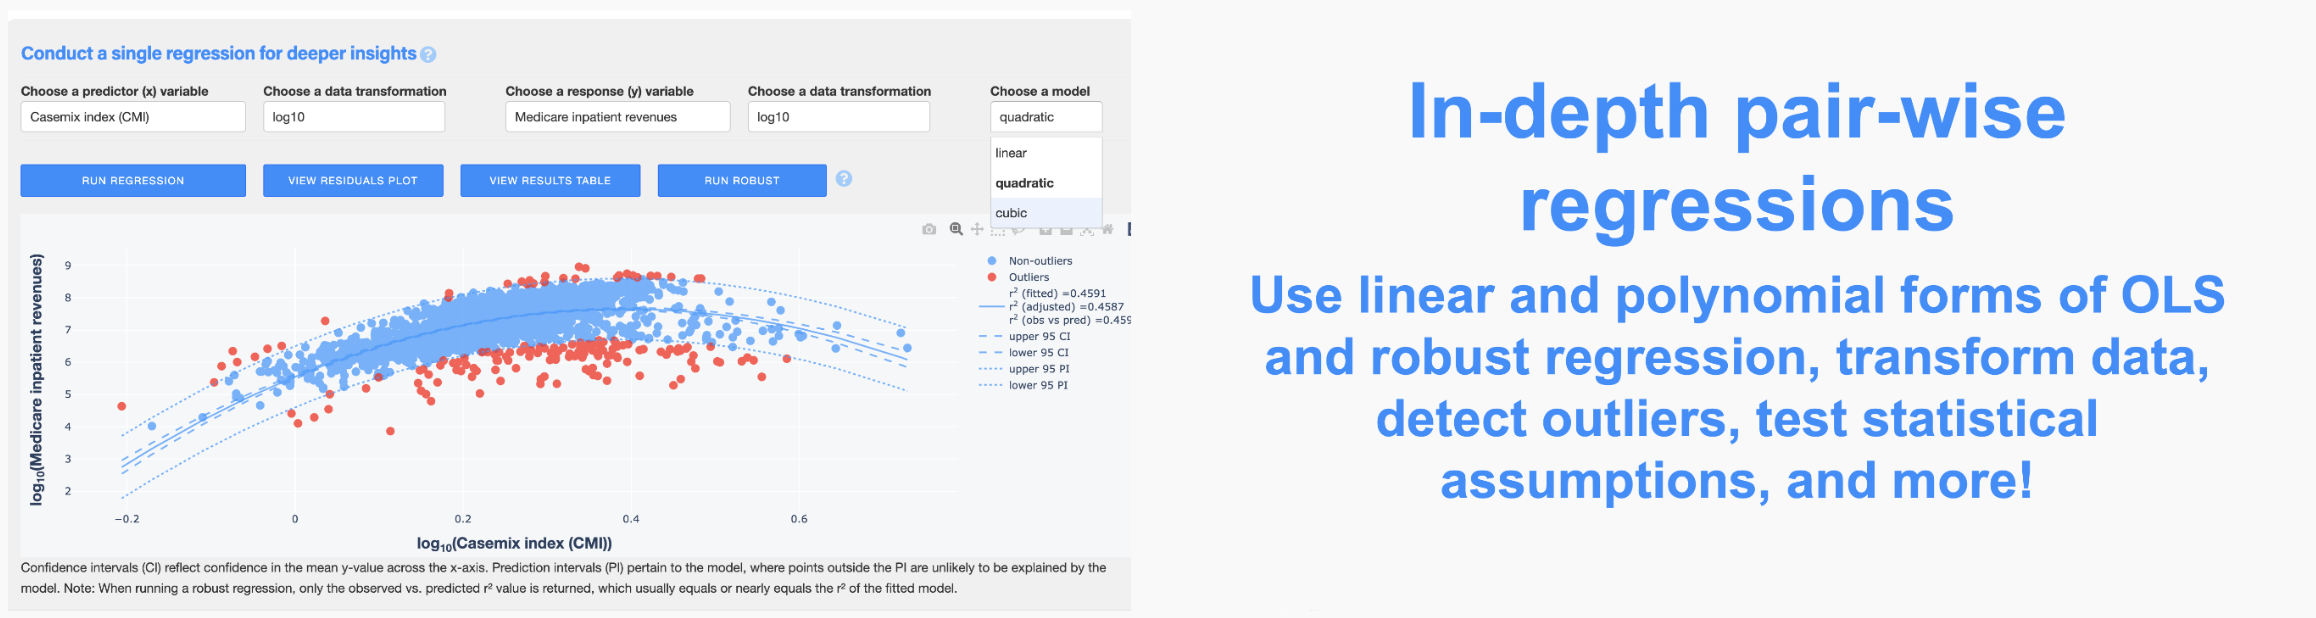 Conduct a single regression for deeper insights ?
Choose a predictor (x) variable
Casemix index (CMI)
Choose a data transformation
log10
Choose a response (y) variable
Medicare inpatient revenues
Choose a data transformation
log10
Choose a model
quadratic
linear
quadratic
cubic
RUN REGRESSION
VIEW RESIDUALS PLOT
VIEW RESULTS TABLE
RUN ROBUST
?
log10(Medicare inpatient revenues)
9
8
7
6
5
4
3
2
−0.2
0
0.2
0.4
0.6
log10(Casemix index (CMI))
Non-outliers
Outliers
r² (fitted) =0.4591
r² (adjusted) =0.4587
r² (obs vs pred) =0.459
upper 95 CI
lower 95 CI
upper 95 PI
lower 95 PI
Confidence intervals (CI) reflect confidence in the mean y-value across the x-axis. Prediction intervals (PI) pertain to the model, where points outside the PI are unlikely to be explained by the
model. Note: When running a robust regression, only the observed vs. predicted r² value is returned, which usually equals or nearly equals the r² of the fitted model.
In-depth pair-wise
regressions
Use linear and polynomial forms of OLS
and robust regression, transform data,
detect outliers, test statistical
assumptions, and more!